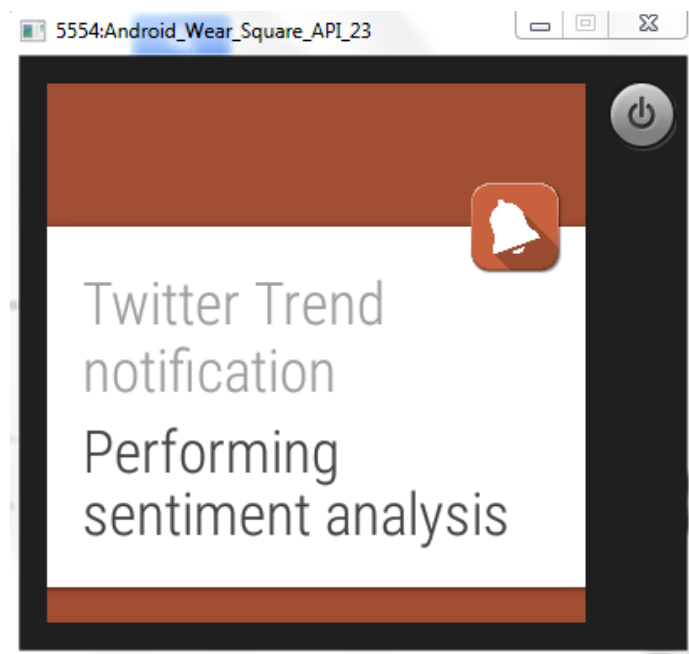 5554:Android_Wear_Square_API_23
Twitter Trend
notification
Performing
sentiment analysis